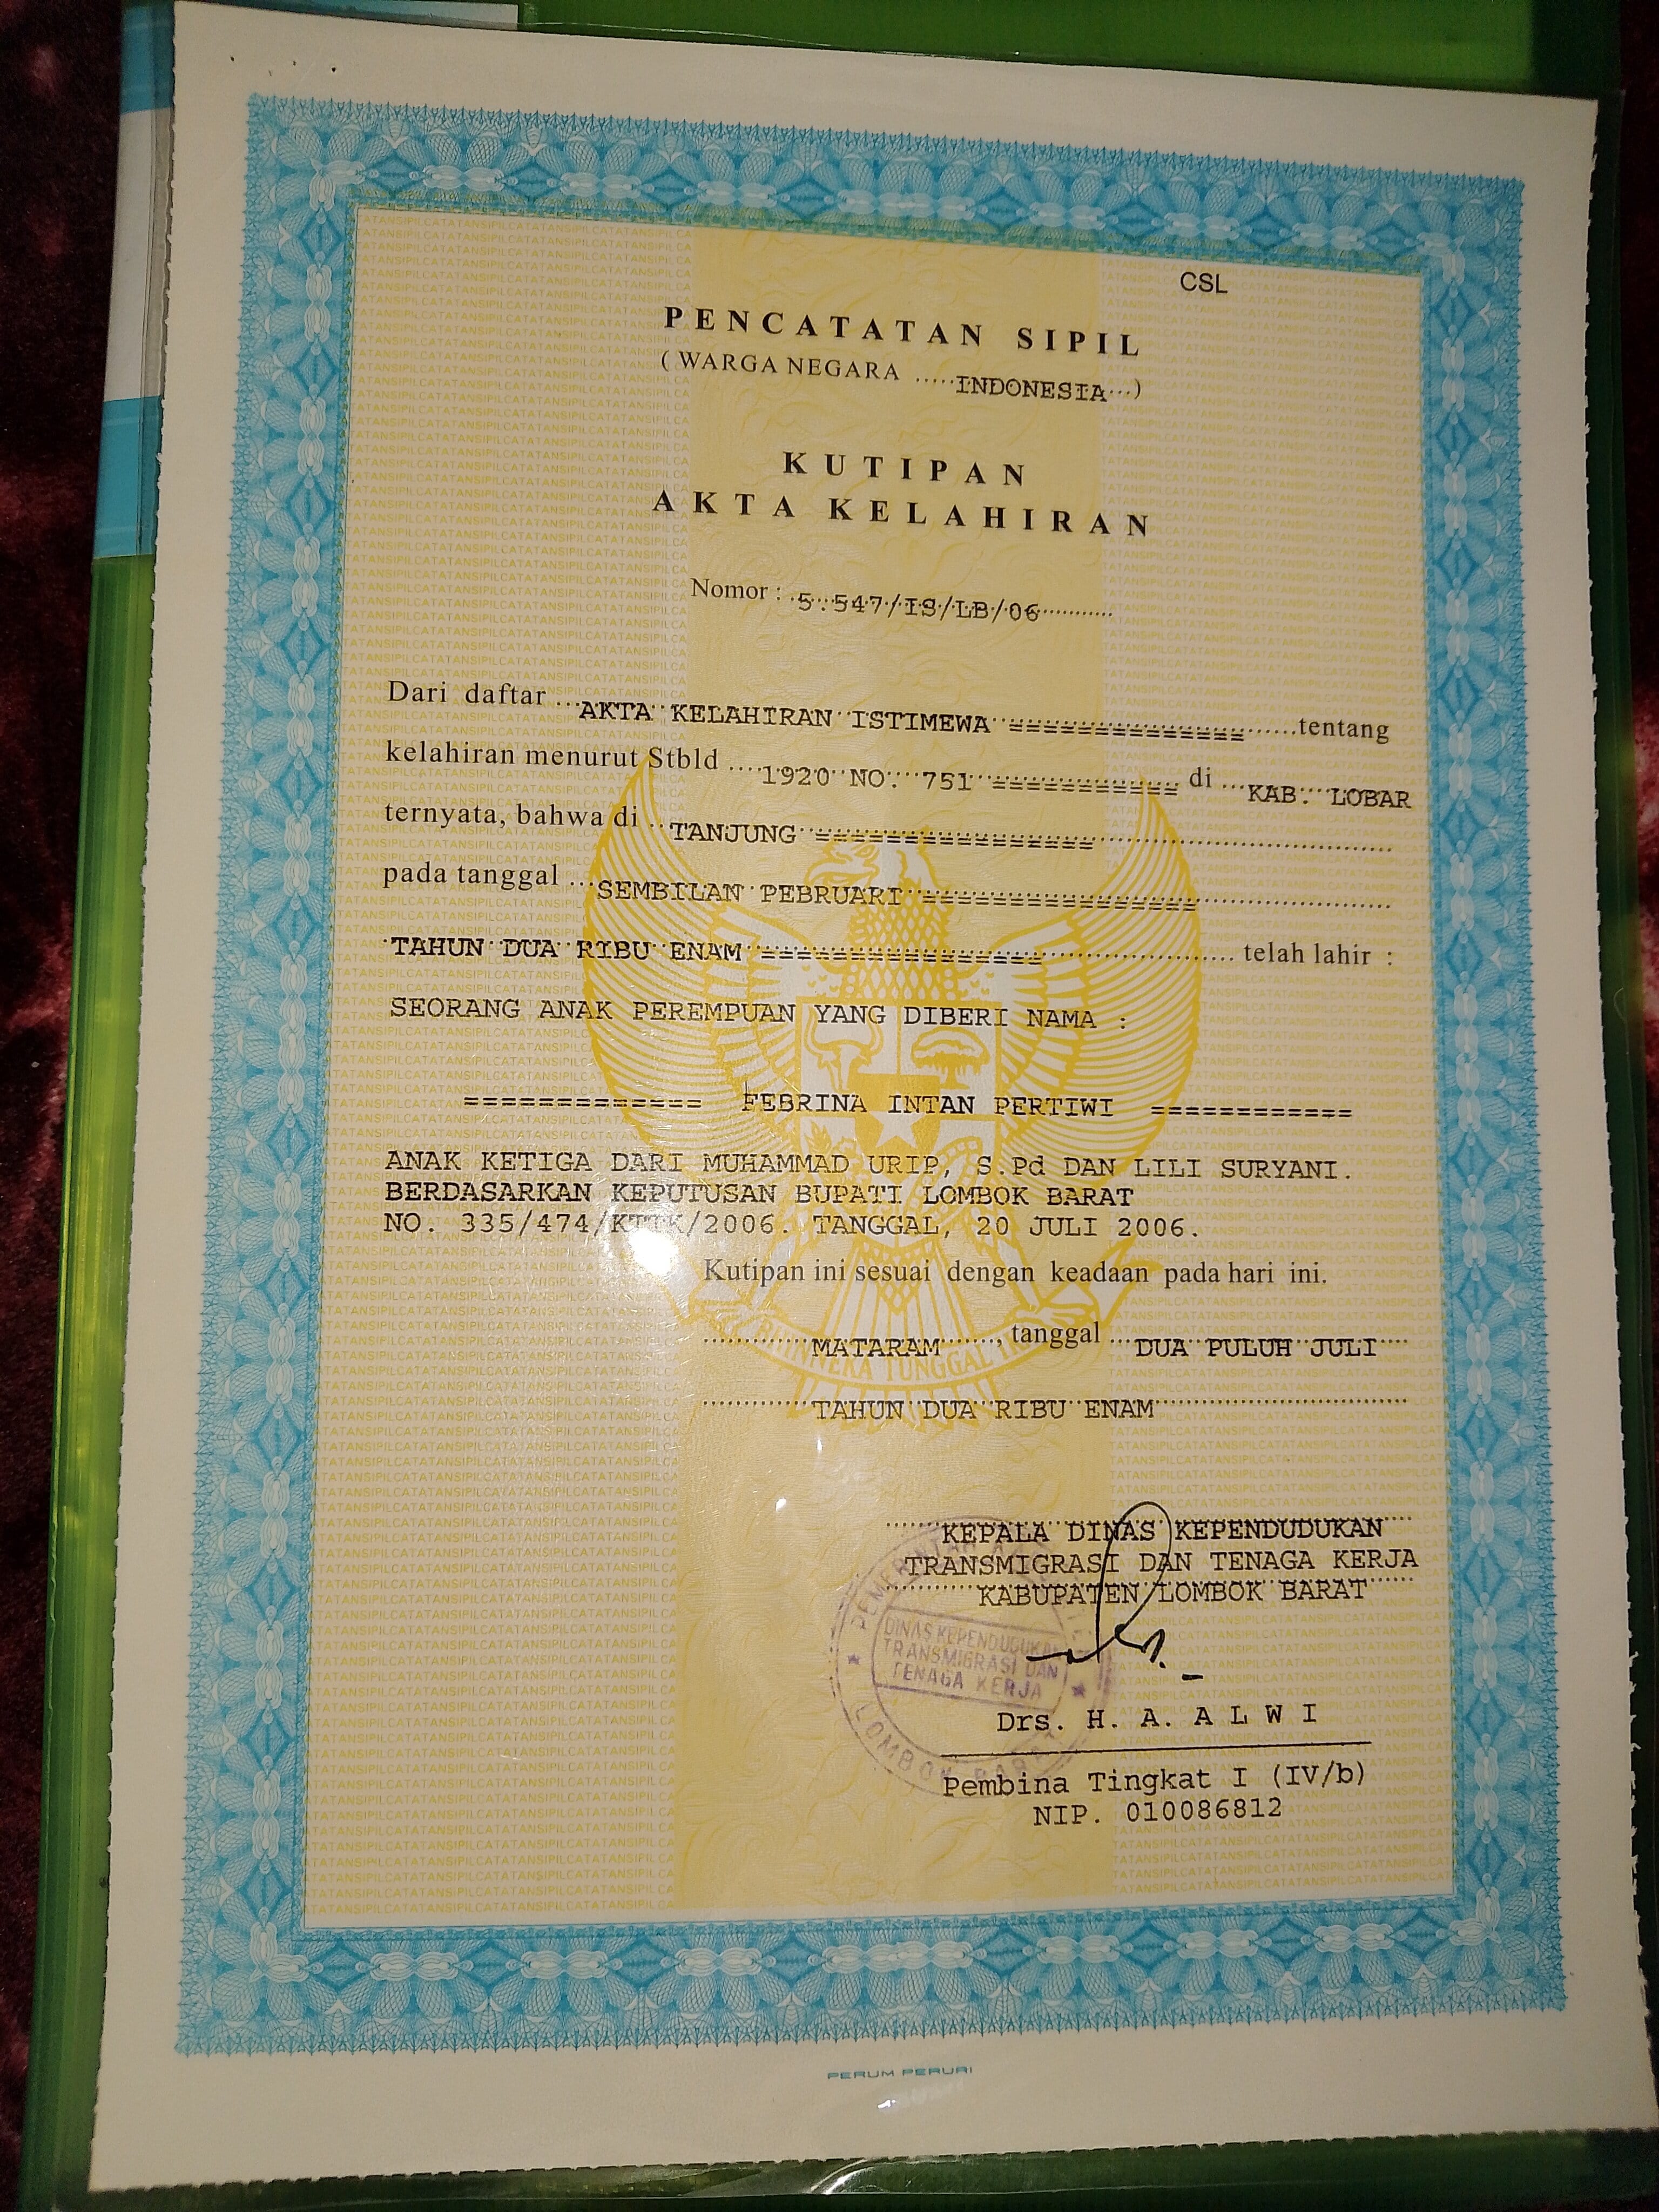 CSL
PENCATATAN SIPIL
( WARGA NEGARA .....INDONESIA...)
KUTIPAN
AKTA KELAHIRAN
Nomor : 5.547/IS/LB/06
Dari daftar ...AKTA KELAHIRAN ISTIMEWA ============== ......tentang
kelahiran menurut Stbld ....1920 NO. 751 =========== di ...KAB. LOBAR
ternyata, bahwa di ..TANJUNG ================
pada tanggal ...SEMBILAN PEBRUARI ================
TAHUN DUA RIBU ENAM ================ telah lahir :
SEORANG ANAK PEREMPUAN YANG DIBERI NAMA :
============= FEBRINA INTAN PERTIWI ============
ANAK KETIGA DARI MUHAMMAD URIP, S.Pd DAN LILI SURYANI.
BERDASARKAN KEPUTUSAN BUPATI LOMBOK BARAT
NO. 335/474/KTTK/2006. TANGGAL, 20 JULI 2006.
Kutipan ini sesuai dengan keadaan pada hari ini.
MATARAM......, tanggal ...DUA PULUH JULI
TAHUN DUA RIBU ENAM
KEPALA DINAS KEPENDUDUKAN
TRANSMIGRASI DAN TENAGA KERJA
KABUPATEN LOMBOK BARAT
DINAS KEPENDUDUKAN
TRANSMIGRASI DAN
TENAGA KERJA
LOMBOK BARAT
Drs. H. A. A L W I
Pembina Tingkat I (IV/b)
NIP. 010086812
PERUM PERURI